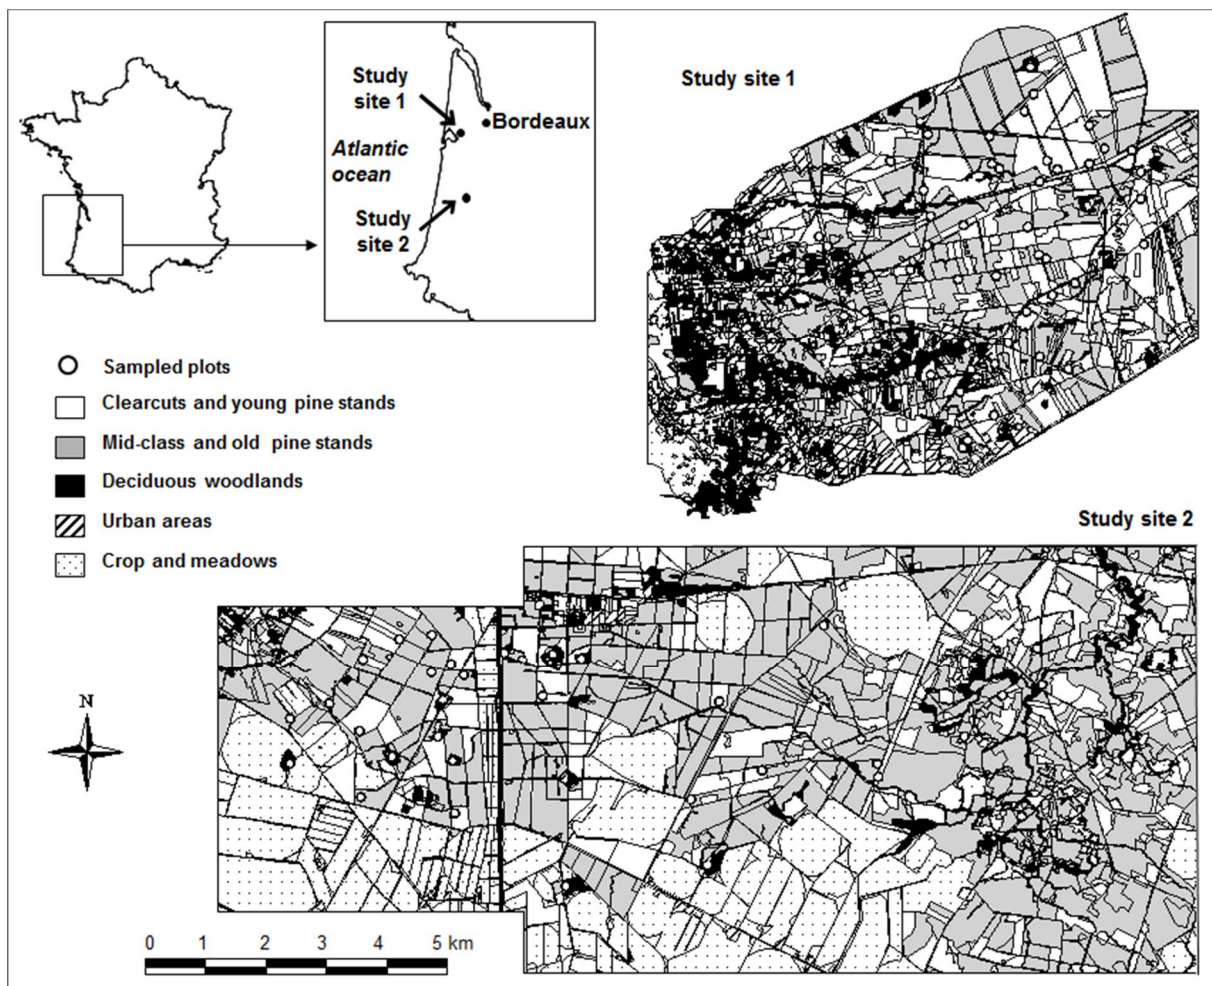 Study
site 1
Bordeaux
Atlantic
ocean
Study
site 2
Study site 1
Sampled plots
Clearcuts and young pine stands
Mid-class and old pine stands
Deciduous woodlands
Urban areas
Crop and meadows
Study site 2
N
0 1 2 3 4 5 km